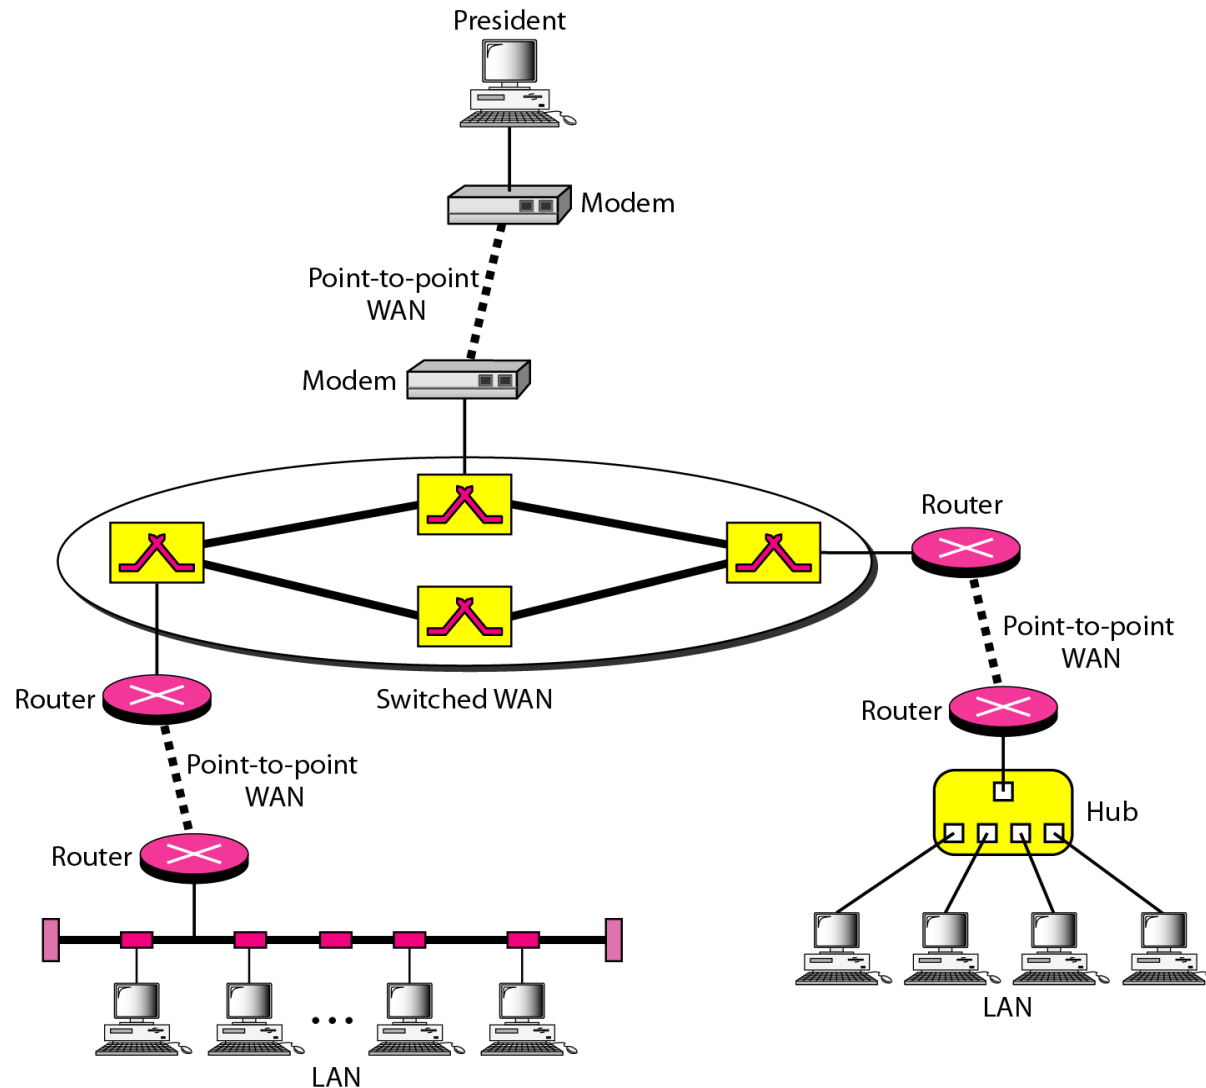 President
Modem
Point-to-point
WAN
Modem
Router
Point-to-point
WAN
Router
Switched WAN
Router
Point-to-point
WAN
Hub
Router
LAN
LAN